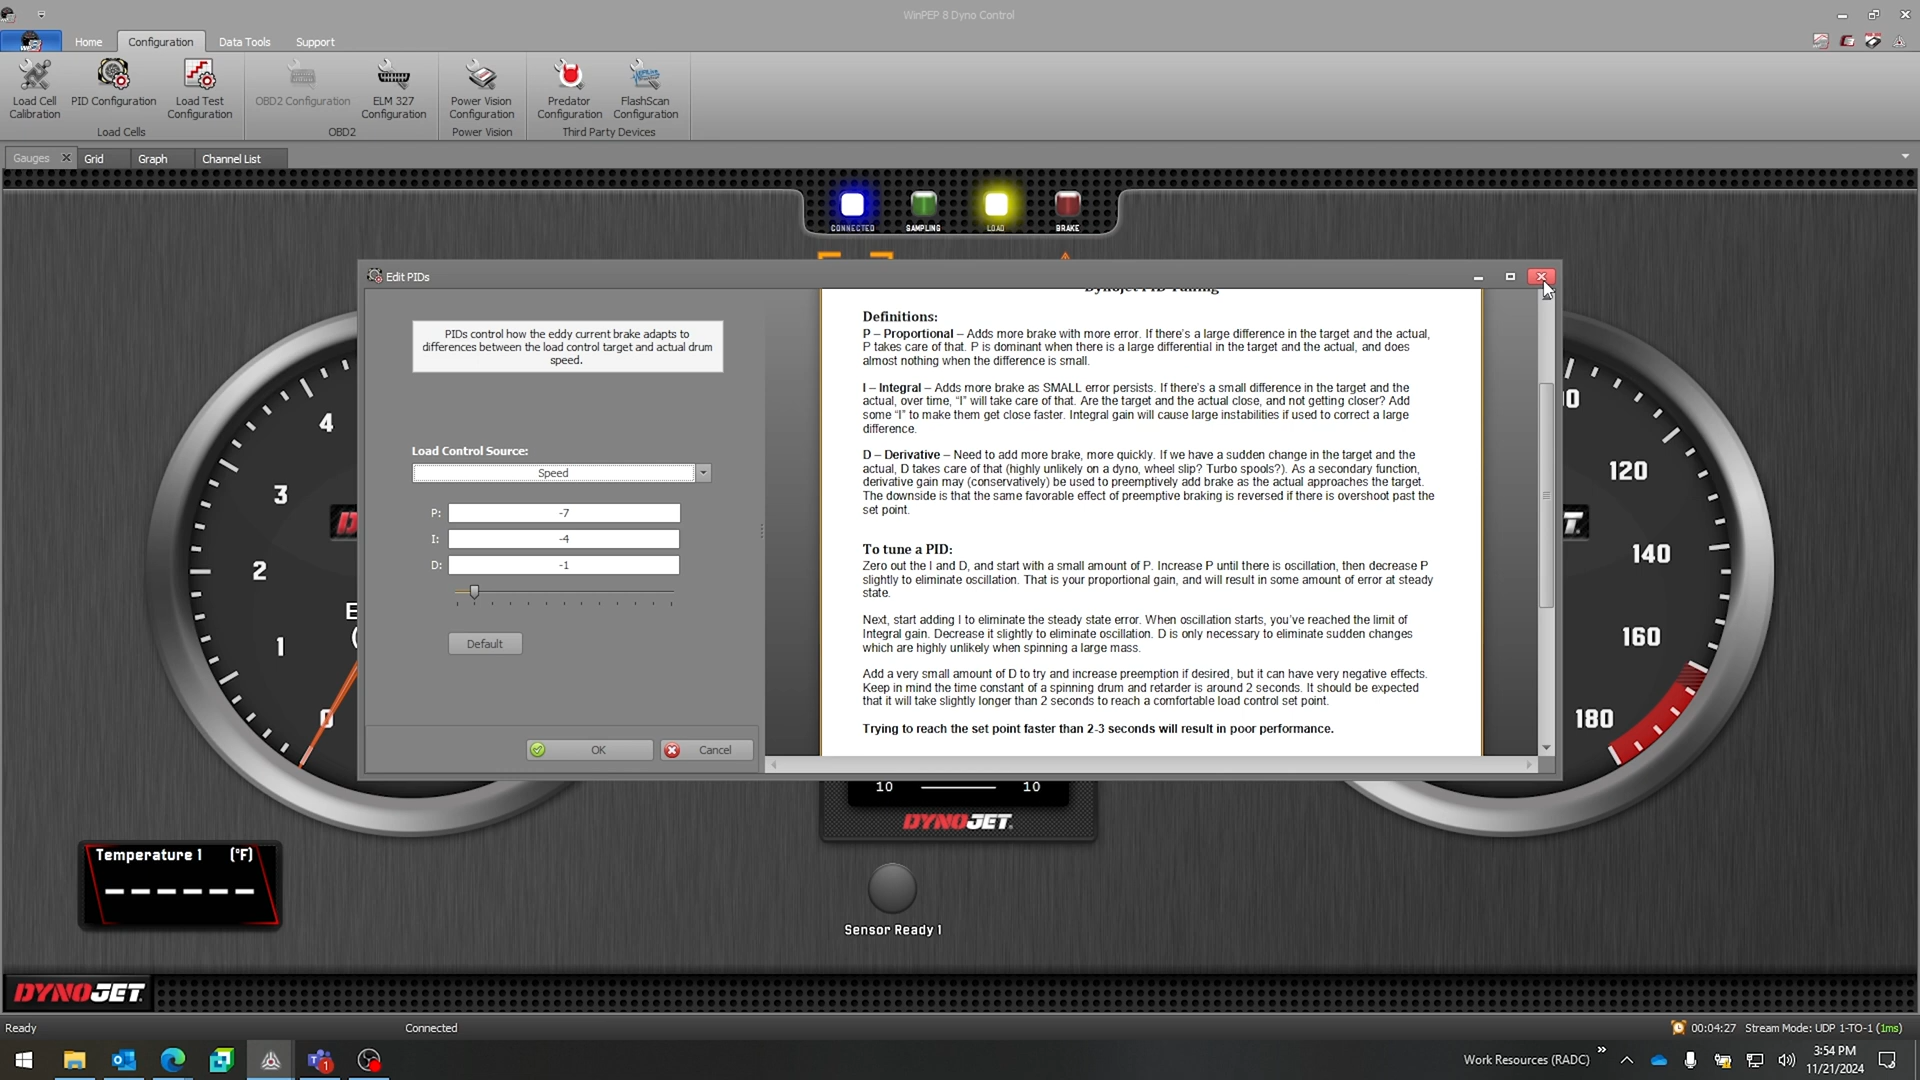 WinPEP 8 Dyno Control
Home
Configuration
Data Tools
Support
Load Cell
Calibration
PID Configuration
Load Test
Configuration
Load Cells
OBD2 Configuration
ELM 327
Configuration
OBD2
Power Vision
Configuration
Power Vision
Predator
Configuration
FlashScan
Configuration
Third Party Devices
Gauges
Grid
Graph
Channel List
CONNECTED
SAMPLING
LOAD
BRAKE
Edit PIDs
PIDs control how the eddy current brake adapts to
differences between the load control target and actual drum
speed.
Load Control Source:
Speed
P: -7
I: -4
D: -1
Default
OK
Cancel
Dynojet PID Tuning
Definitions:
P – Proportional – Adds more brake with more error. If there's a large difference in the target and the actual,
P takes care of that. P is dominant when there is a large differential in the target and the actual, and does
almost nothing when the difference is small.
I – Integral – Adds more brake as SMALL error persists. If there's a small difference in the target and the
actual, over time, “I” will take care of that. Are the target and the actual close, and not getting closer? Add
some “I” to make them get close faster. Integral gain will cause large instabilities if used to correct a large
difference.
D – Derivative – Need to add more brake, more quickly. If we have a sudden change in the target and the
actual, D takes care of that (highly unlikely on a dyno, wheel slip? Turbo spools?). As a secondary function,
derivative gain may (conservatively) be used to preemptively add brake as the actual approaches the target.
The downside is that the same favorable effect of preemptive braking is reversed if there is overshoot past the
set point.
To tune a PID:
Zero out the I and D, and start with a small amount of P. Increase P until there is oscillation, then decrease P
slightly to eliminate oscillation. That is your proportional gain, and will result in some amount of error at steady
state.
Next, start adding I to eliminate the steady state error. When oscillation starts, you've reached the limit of
Integral gain. Decrease it slightly to eliminate oscillation. D is only necessary to eliminate sudden changes
which are highly unlikely when spinning a large mass.
Add a very small amount of D to try and increase preemption if desired, but it can have very negative effects.
Keep in mind the time constant of a spinning drum and retarder is around 2 seconds. It should be expected
that it will take slightly longer than 2 seconds to reach a comfortable load control set point.
Trying to reach the set point faster than 2-3 seconds will result in poor performance.
4
3
2
1
0
120
140
160
180
10
10
DYNOJET.
Temperature 1 (°F)
Sensor Ready 1
DYNOJET.
Ready
Connected
00:04:27
Stream Mode: UDP 1-TO-1 (1ms)
Work Resources (RADC)
3:54 PM
11/21/2024